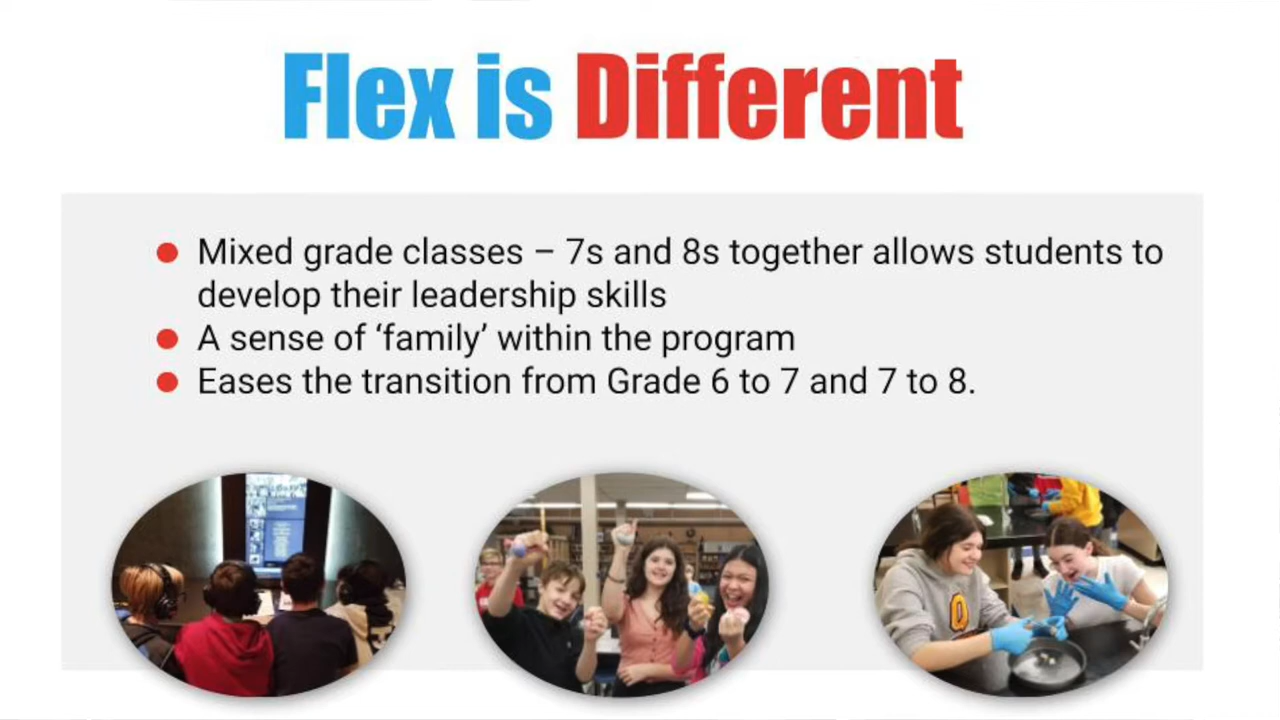 Flex is Different
Mixed grade classes – 7s and 8s together allows students to
develop their leadership skills
A sense of ‘family’ within the program
Eases the transition from Grade 6 to 7 and 7 to 8.